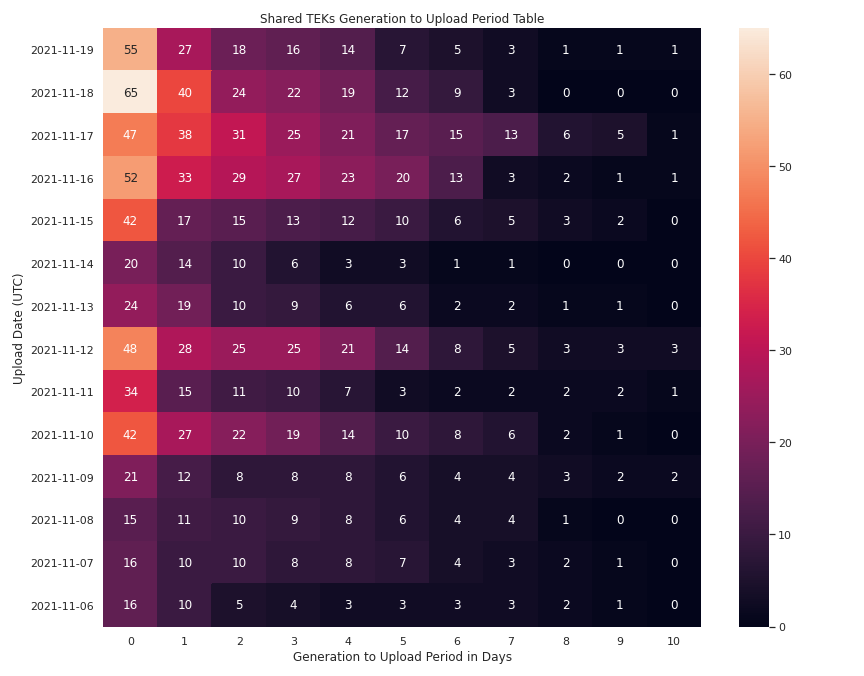 Shared TEKs Generation to Upload Period Table
Upload Date (UTC)
2021-11-19 55 27 18 16 14 7 5 3 1 1 1
2021-11-18 65 40 24 22 19 12 9 3 0 0 0
2021-11-17 47 38 31 25 21 17 15 13 6 5 1
2021-11-16 52 33 29 27 23 20 13 3 2 1 1
2021-11-15 42 17 15 13 12 10 6 5 3 2 0
2021-11-14 20 14 10 6 3 3 1 1 0 0 0
2021-11-13 24 19 10 9 6 6 2 2 1 1 0
2021-11-12 48 28 25 25 21 14 8 5 3 3 3
2021-11-11 34 15 11 10 7 3 2 2 2 2 1
2021-11-10 42 27 22 19 14 10 8 6 2 1 0
2021-11-09 21 12 8 8 8 6 4 4 3 2 2
2021-11-08 15 11 10 9 8 6 4 4 1 0 0
2021-11-07 16 10 10 8 8 7 4 3 2 1 0
2021-11-06 16 10 5 4 3 3 3 3 2 1 0
0 1 2 3 4 5 6 7 8 9 10
Generation to Upload Period in Days
60
50
40
30
20
10
0